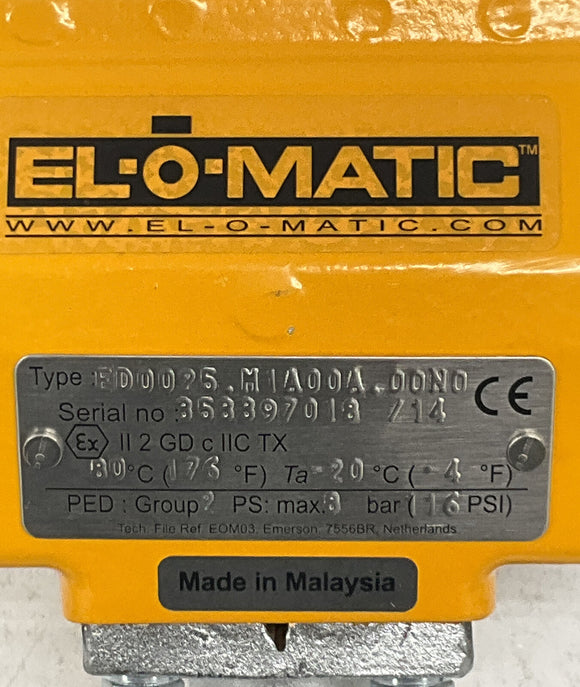 EL-O-MATIC™
WWW.EL-O-MATIC.COM
Type : ED0025.M1A00A.00N0
Serial no : 353397018 /14
Ex II 2 GD c IIC TX
80°C (176 °F) Ta -20 °C ( - 4 °F)
PED : Group 2 PS: max. 8 bar (116 PSI)
Tech. File Ref. EOM03, Emerson: 7556BR, Netherlands
Made in Malaysia